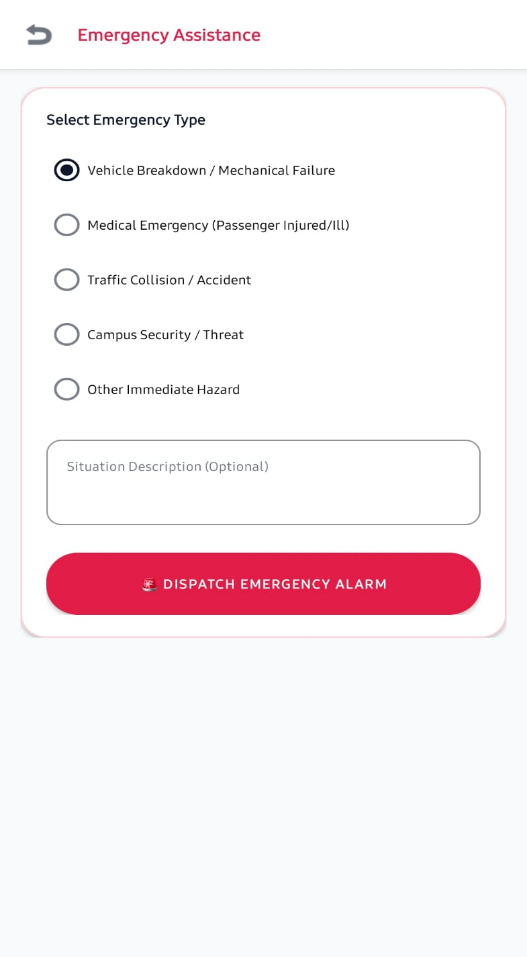 Emergency Assistance
Select Emergency Type
Vehicle Breakdown / Mechanical Failure
Medical Emergency (Passenger Injured/Ill)
Traffic Collision / Accident
Campus Security / Threat
Other Immediate Hazard
Situation Description (Optional)
🚨 DISPATCH EMERGENCY ALARM